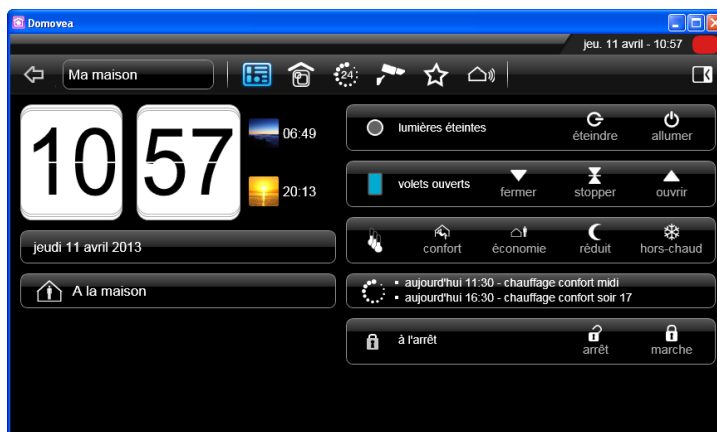 Domovea
jeu. 11 avril - 10:57
Ma maison
24
10 57
06:49
20:13
jeudi 11 avril 2013
A la maison
lumières éteintes
éteindre
allumer
volets ouverts
fermer
stopper
ouvrir
confort
économie
réduit
hors-chaud
aujourd'hui 11:30 - chauffage confort midi
aujourd'hui 16:30 - chauffage confort soir 17
à l'arrêt
arrêt
marche